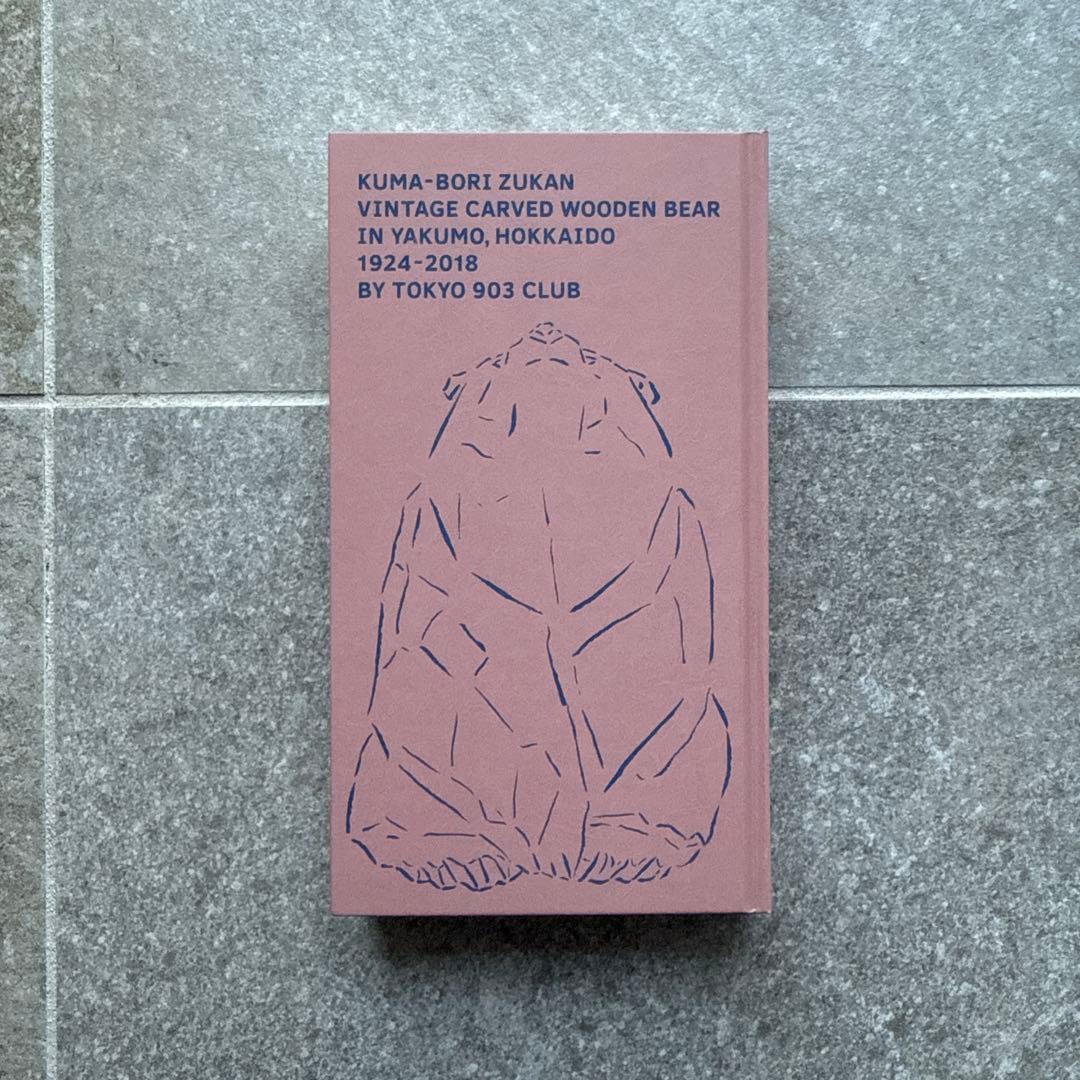 KUMA-BORI ZUKAN
VINTAGE CARVED WOODEN BEAR
IN YAKUMO, HOKKAIDO
1924-2018
BY TOKYO 903 CLUB